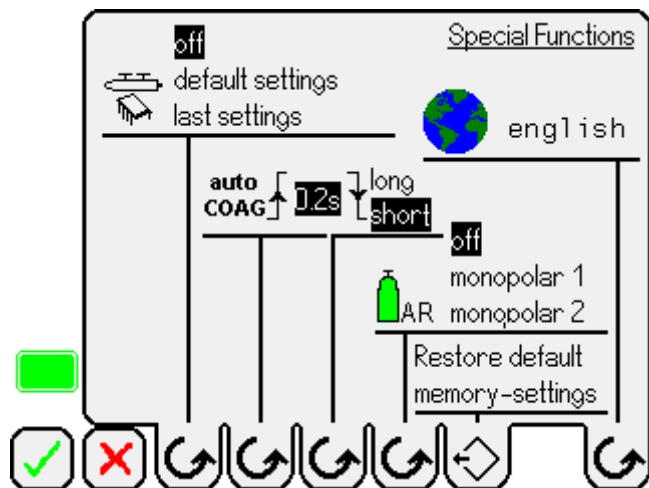 Special Functions
off
default settings
last settings
english
auto
COAG
0.2s
long
short
off
monopolar 1
monopolar 2
AR
Restore default
memory-settings